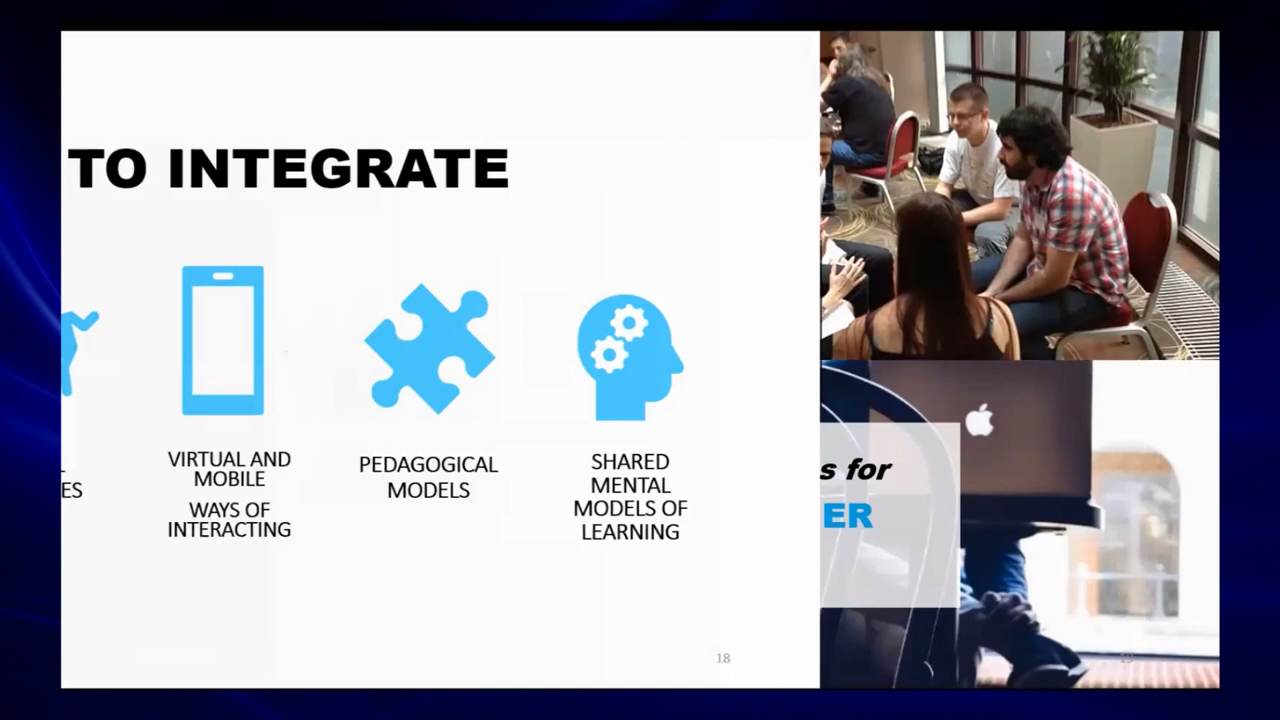 TO INTEGRATE
ES
VIRTUAL AND
MOBILE
WAYS OF
INTERACTING
PEDAGOGICAL
MODELS
SHARED
MENTAL
MODELS OF
LEARNING
18
s for
ER